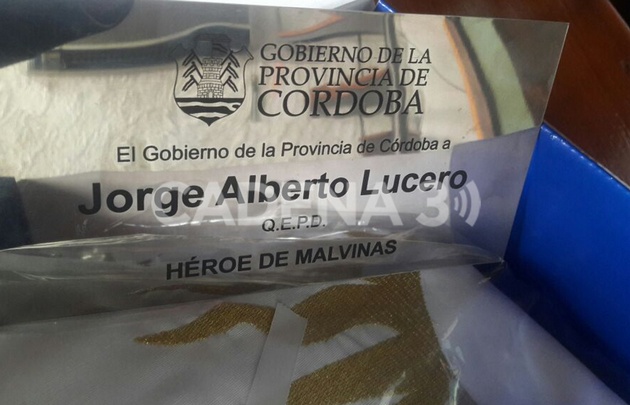 GOBIERNO DE LA
PROVINCIA DE
CORDOBA
El Gobierno de la Provincia de Córdoba a
Jorge Alberto Lucero
CADENA 3
Q.E.P.D.
HÉROE DE MALVINAS